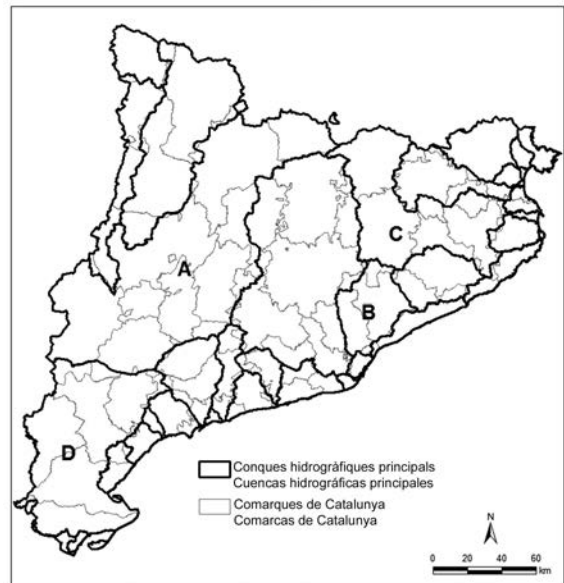 A
C
B
D
Conques hidrogràfiques principals
Cuencas hidrográficas principales
Comarques de Catalunya
Comarcas de Catalunya
N
0 20 40 60
km